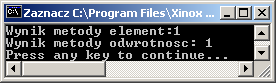 Zaznacz C:\Program Files\Xinox ...
Wynik metody element:1
Wynik metody odwrotnosc: 1
Press any key to continue...